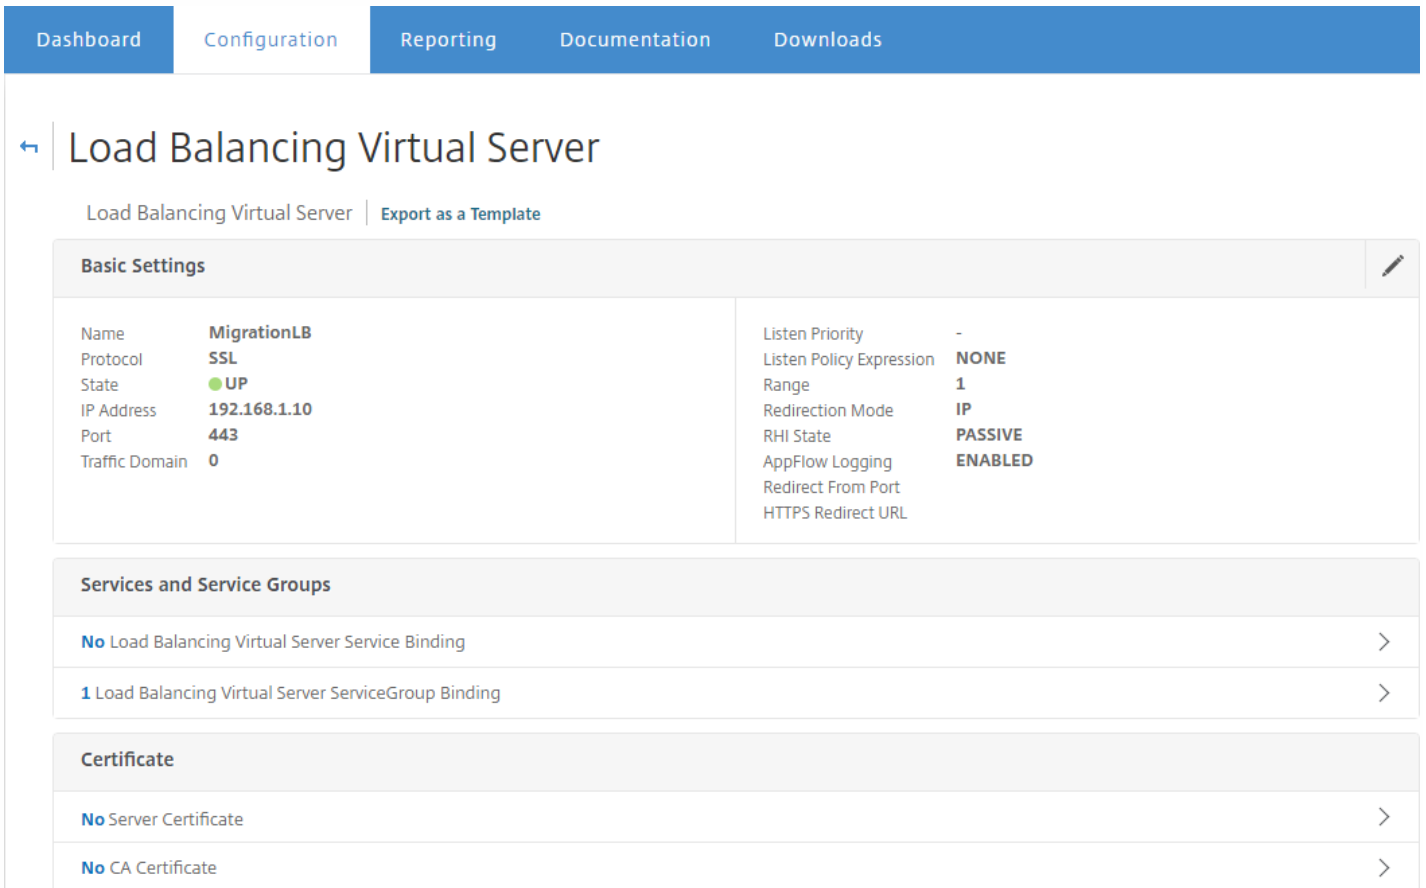 Dashboard Configuration Reporting Documentation Downloads
Load Balancing Virtual Server
Load Balancing Virtual Server Export as a Template
Basic Settings
Name MigrationLB
Protocol SSL
State UP
IP Address 192.168.1.10
Port 443
Traffic Domain 0
Listen Priority -
Listen Policy Expression NONE
Range 1
Redirection Mode IP
RHI State PASSIVE
AppFlow Logging ENABLED
Redirect From Port
HTTPS Redirect URL
Services and Service Groups
No Load Balancing Virtual Server Service Binding
1 Load Balancing Virtual Server ServiceGroup Binding
Certificate
No Server Certificate
No CA Certificate